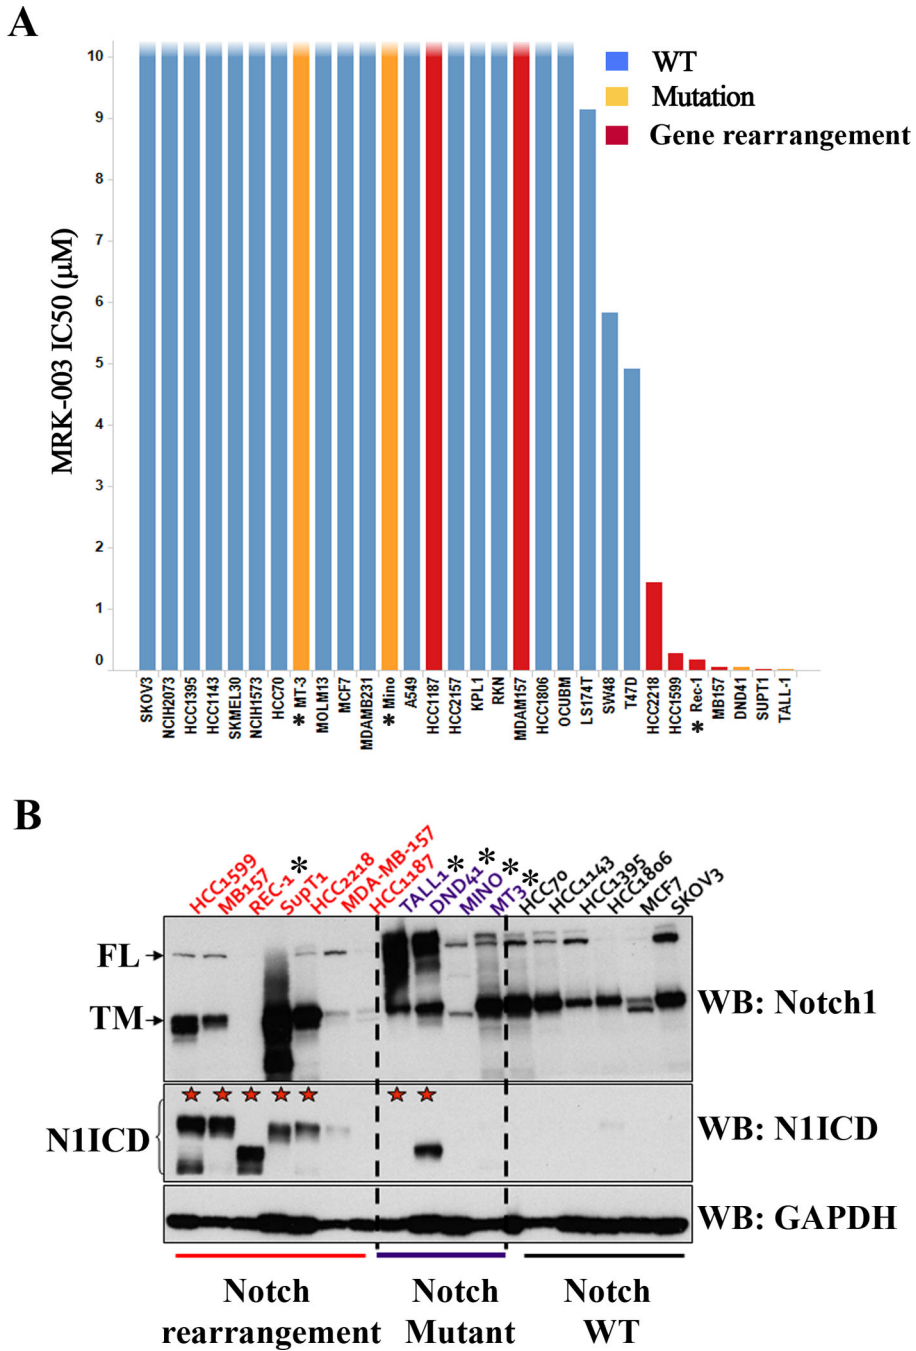 A
WT
Mutation
Gene rearrangement
MRK-003 IC50 (μM)
10
9
8
7
6
5
4
3
2
1
0
SKOV3
NCIH2073
HCC1395
HCC1143
SKMEL30
NCIH1573
HCC70
* MT-3
MOLM13
MCF7
MDAMB231
* Mino
A549
HCC1187
HCC2157
KPL1
RKN
MDAM157
HCC1806
OCUBM
LS174T
SW48
T47D
HCC2218
HCC1599
* Rec-1
MB157
DND41
SUPT1
TALL-1
B
HCC1599
MB157
REC-1 *
SupT1
HCC2218
MDA-MB-157
HCC1187
TALL1 *
DND41 *
MINO *
MT3 *
HCC70
HCC1143
HCC1395
HCC1806
MCF7
SKOV3
FL
TM
WB: Notch1
N1ICD
WB: N1ICD
WB: GAPDH
Notch
rearrangement
Notch
Mutant
Notch
WT